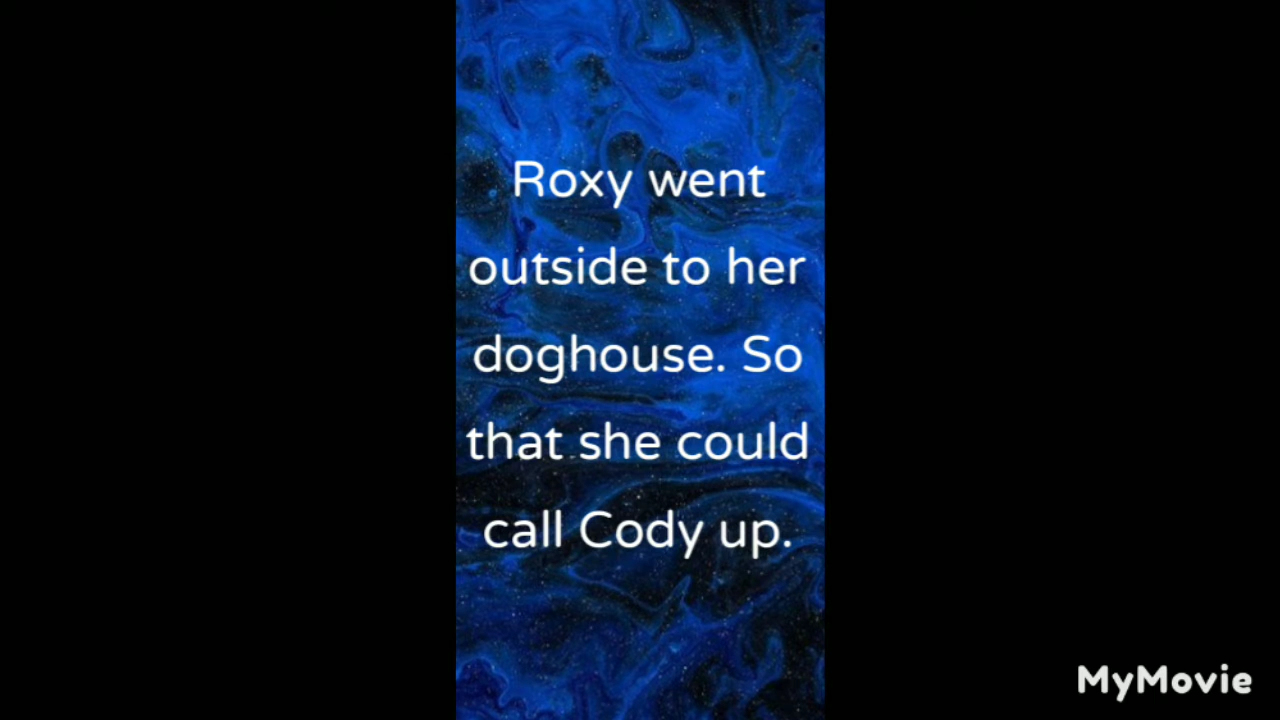 Roxy went
outside to her
doghouse. So
that she could
call Cody up.
MyMovie